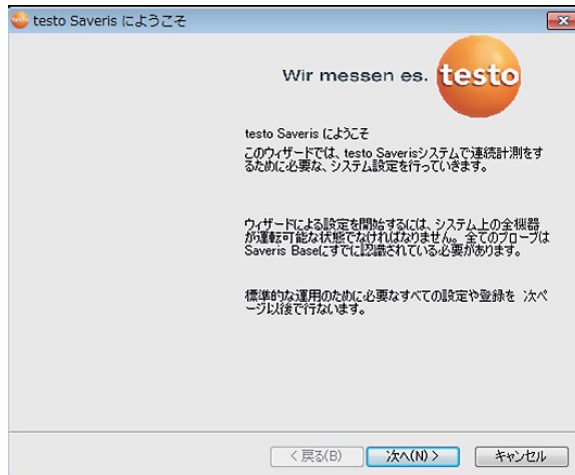 testo Saveris にようこそ
Wir messen es. testo
testo Saveris にようこそ
このウィザードでは、testo Saverisシステムで連続計測をす
るために必要な、システム設定を行っていきます。
ウィザードによる設定を開始するには、システム上の全機器
が運転可能な状態でなければなりません。全てのプローブは
Saveris Baseにすでに認識されている必要があります。
標準的な運用のために必要なすべての設定や登録を 次ペ
ージ以後で行ないます。
< 戻る(B) 次へ(N) > キャンセル